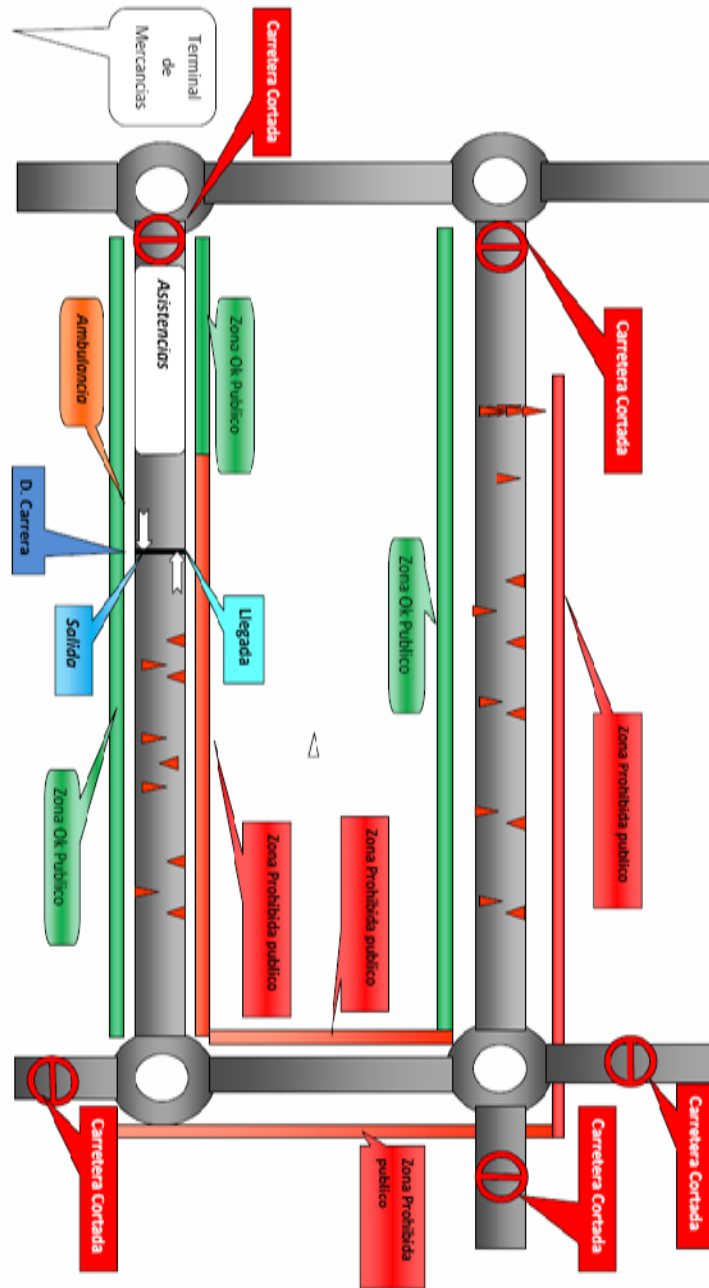 Carretera Cortada
Carretera Cortada
Zona Prohibida publico
Carretera Cortada
Zona Prohibida
publico
Zona Ok Publico
Zona Prohibida publico
Carretera Cortada
Zona Ok Publico
Llegada
Zona Prohibida publico
Terminal
de
Mercancias
Asistencias
Ambulancia
Salida
D. Carrera
Zona Ok Publico
Carretera Cortada